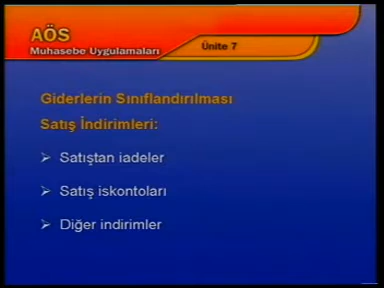 AÖS
Muhasebe Uygulamaları
Ünite 7
Giderlerin Sınıflandırılması
Satış İndirimleri:
➢ Satıştan iadeler
➢ Satış iskontoları
➢ Diğer indirimler